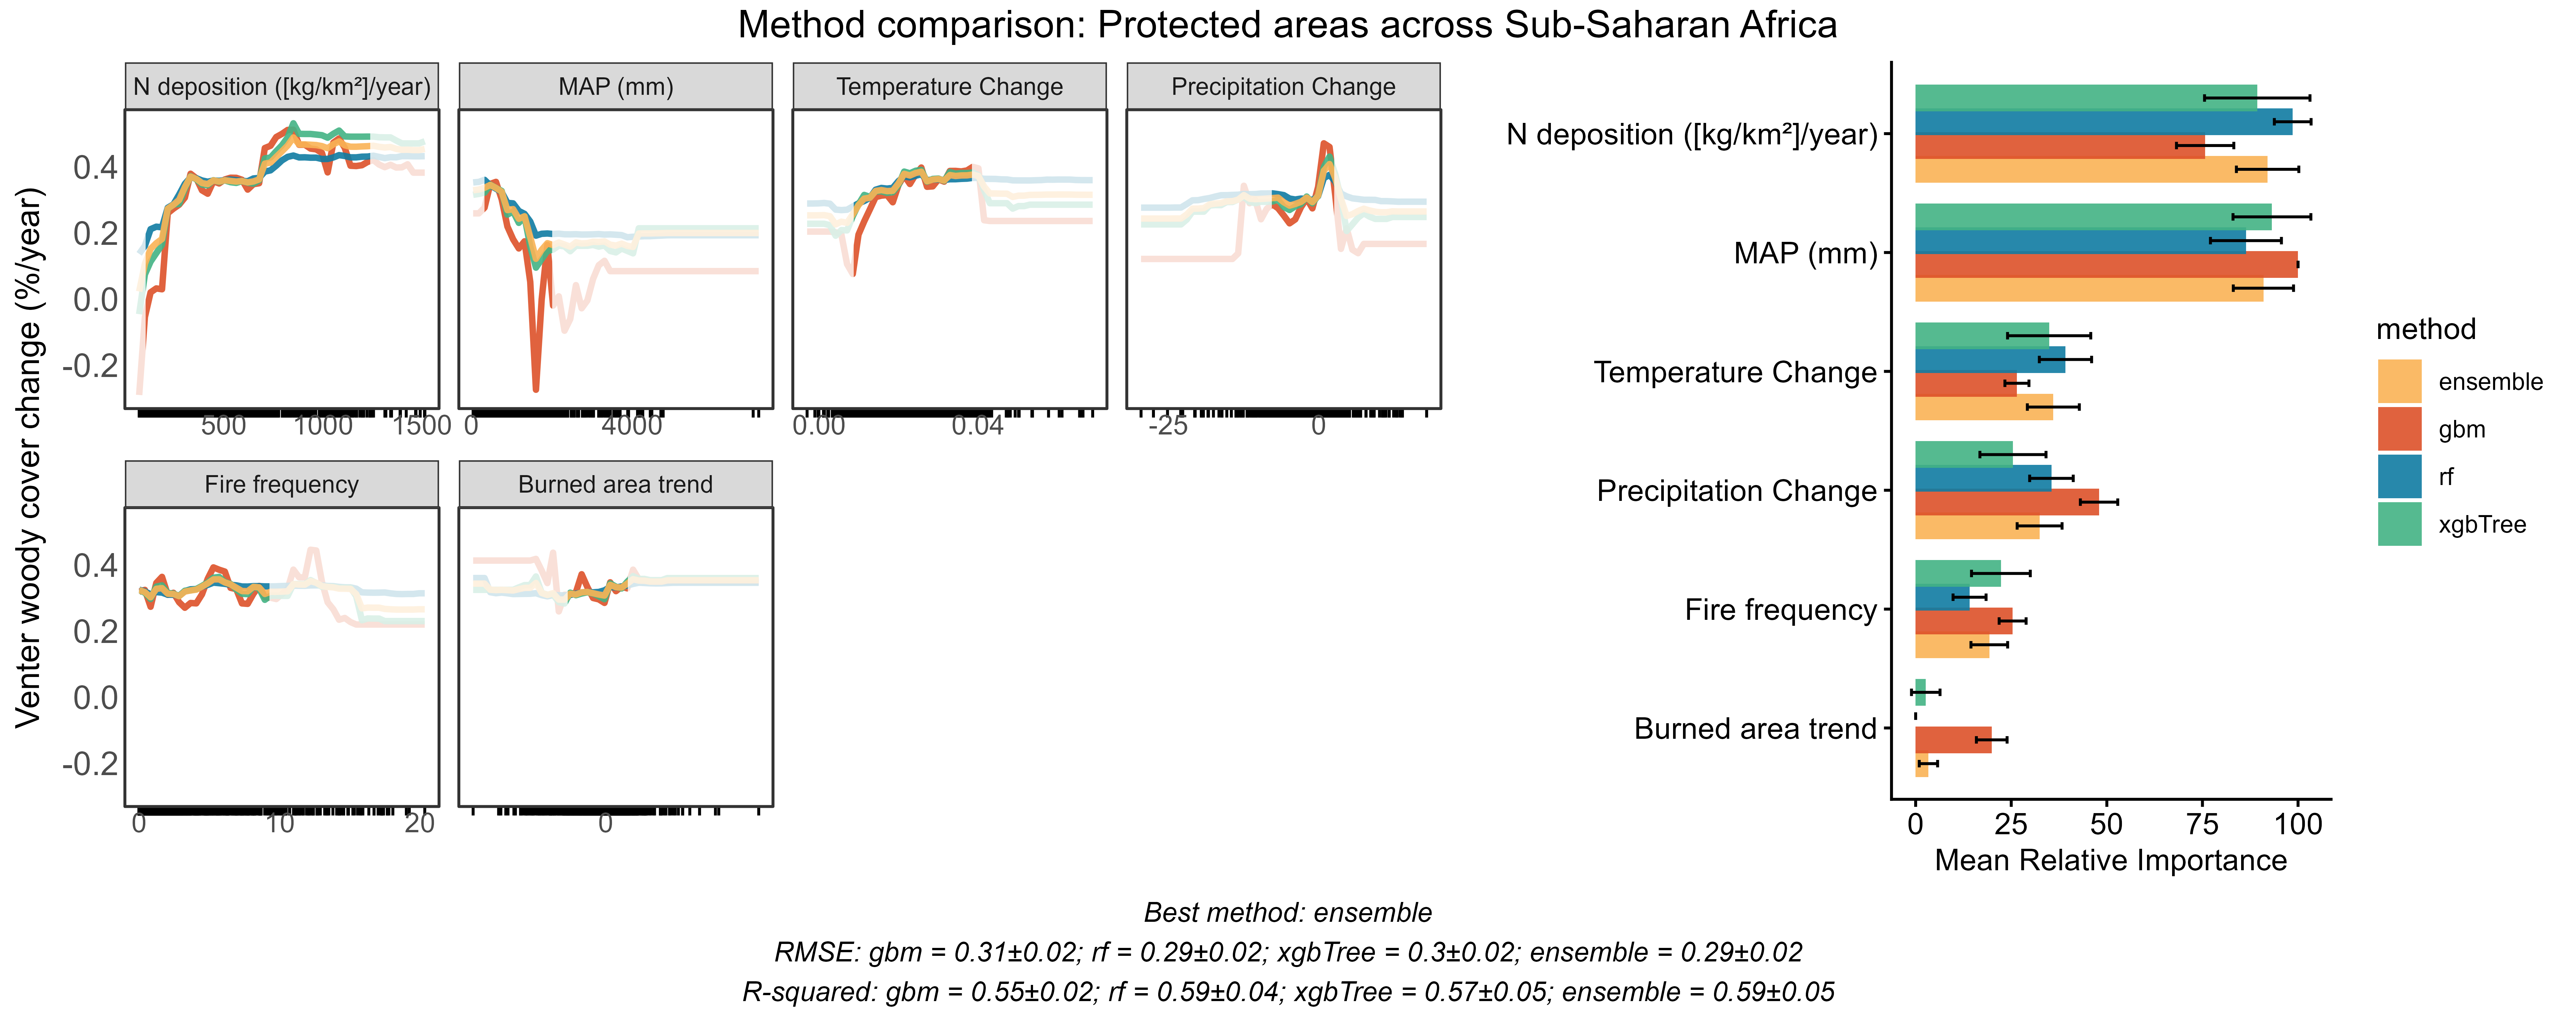 Method comparison: Protected areas across Sub-Saharan Africa
Venter woody cover change (%/year)
N deposition ([kg/km²]/year)
MAP (mm)
Temperature Change
Precipitation Change
0.4
0.2
0.0
-0.2
500 1000 1500
0 4000
0.00 0.04
-25 0
Fire frequency
Burned area trend
0.4
0.2
0.0
-0.2
0 10 20
0
N deposition ([kg/km²]/year)
MAP (mm)
Temperature Change
Precipitation Change
Fire frequency
Burned area trend
0 25 50 75 100
Mean Relative Importance
method
ensemble
gbm
rf
xgbTree
Best method: ensemble
RMSE: gbm = 0.31±0.02; rf = 0.29±0.02; xgbTree = 0.3±0.02; ensemble = 0.29±0.02
R-squared: gbm = 0.55±0.02; rf = 0.59±0.04; xgbTree = 0.57±0.05; ensemble = 0.59±0.05